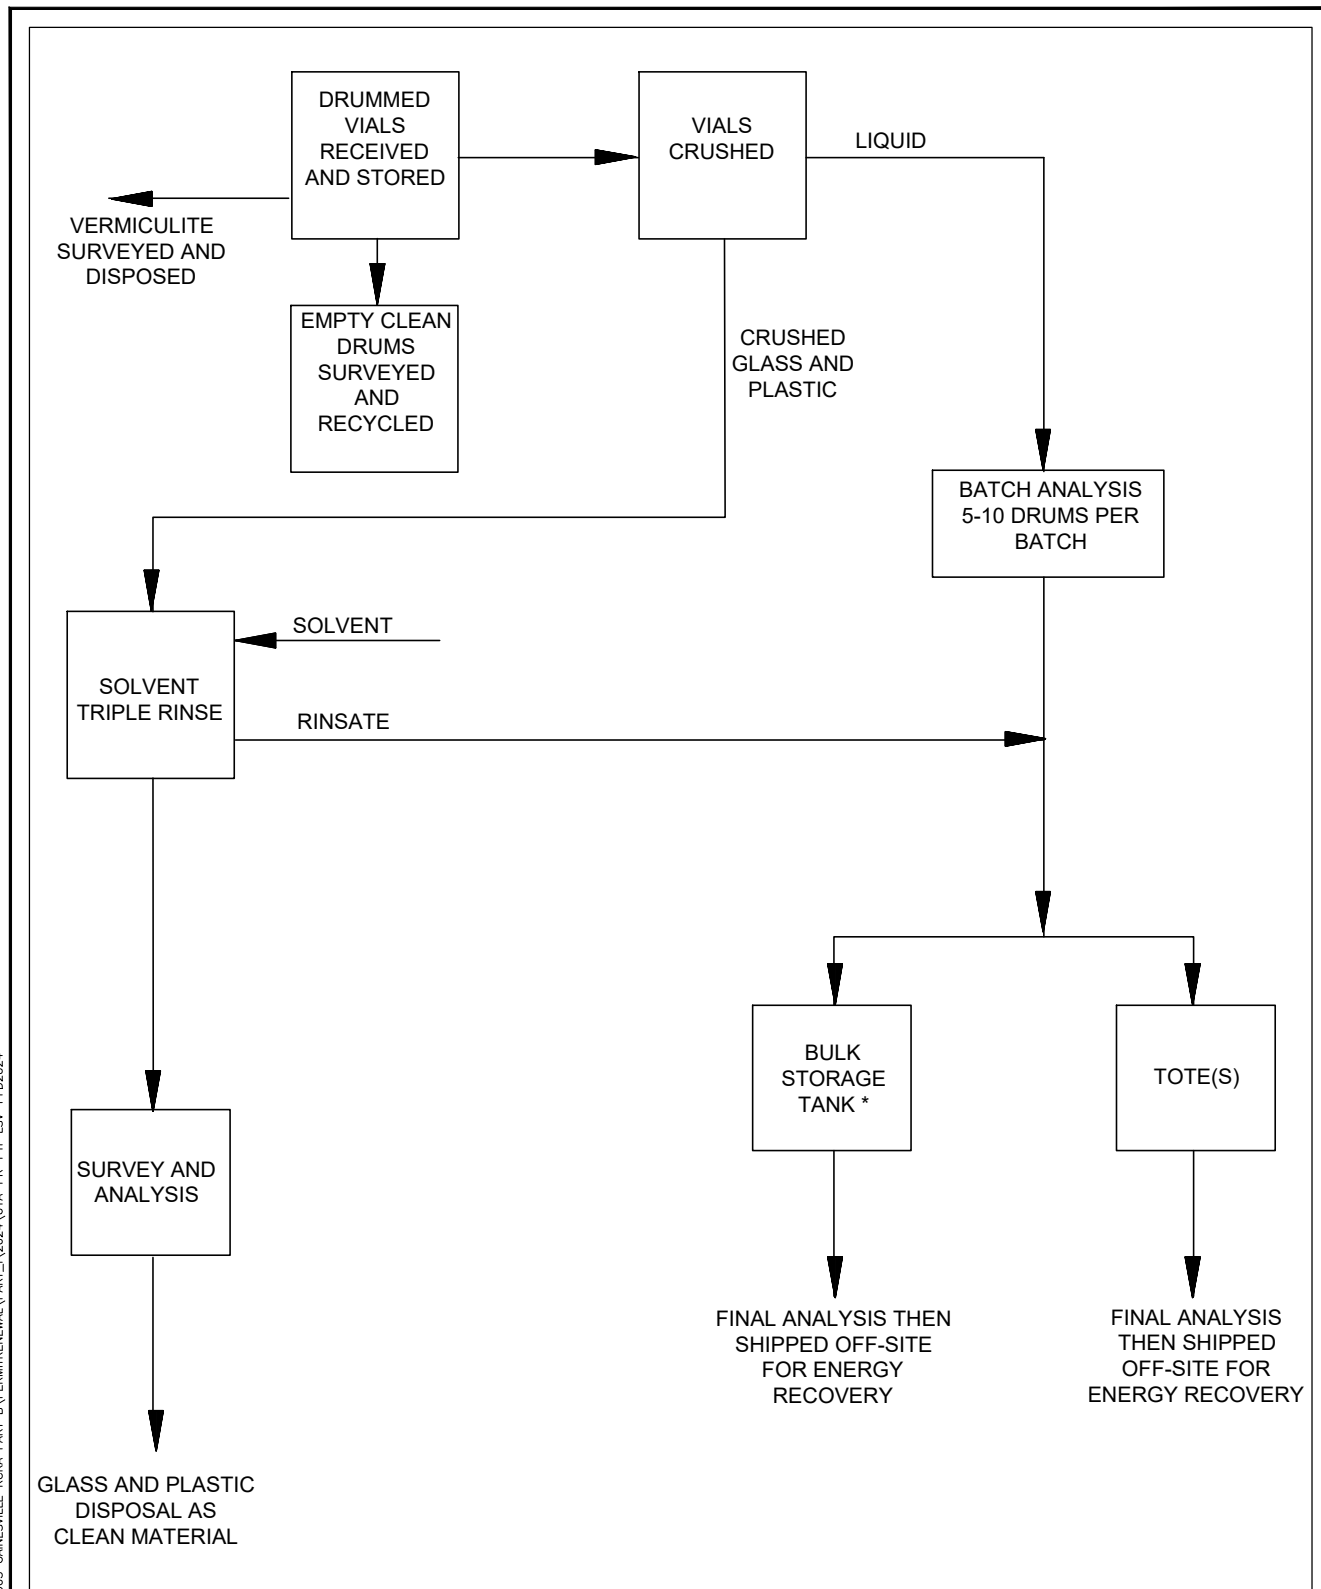 DRUMMED
VIALS
RECEIVED
AND STORED
VIALS
CRUSHED
LIQUID
VERMICULITE
SURVEYED AND
DISPOSED
EMPTY CLEAN
DRUMS
SURVEYED
AND
RECYCLED
CRUSHED
GLASS AND
PLASTIC
BATCH ANALYSIS
5-10 DRUMS PER
BATCH
SOLVENT
SOLVENT
TRIPLE RINSE
RINSATE
BULK
STORAGE
TANK *
TOTE(S)
SURVEY AND
ANALYSIS
FINAL ANALYSIS THEN
SHIPPED OFF-SITE
FOR ENERGY
RECOVERY
FINAL ANALYSIS
THEN SHIPPED
OFF-SITE FOR
ENERGY RECOVERY
GLASS AND PLASTIC
DISPOSAL AS
CLEAN MATERIAL